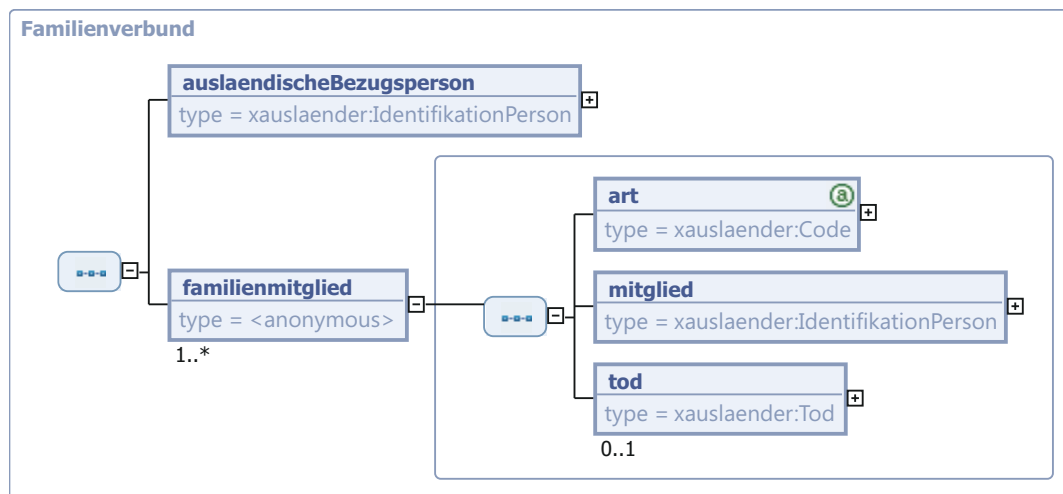 Familienverbund
auslaendischeBezugsperson
type = xauslaender:IdentifikationPerson
familienmitglied
type = <anonymous>
1..*
art
a
type = xauslaender:Code
mitglied
type = xauslaender:IdentifikationPerson
tod
type = xauslaender:Tod
0..1